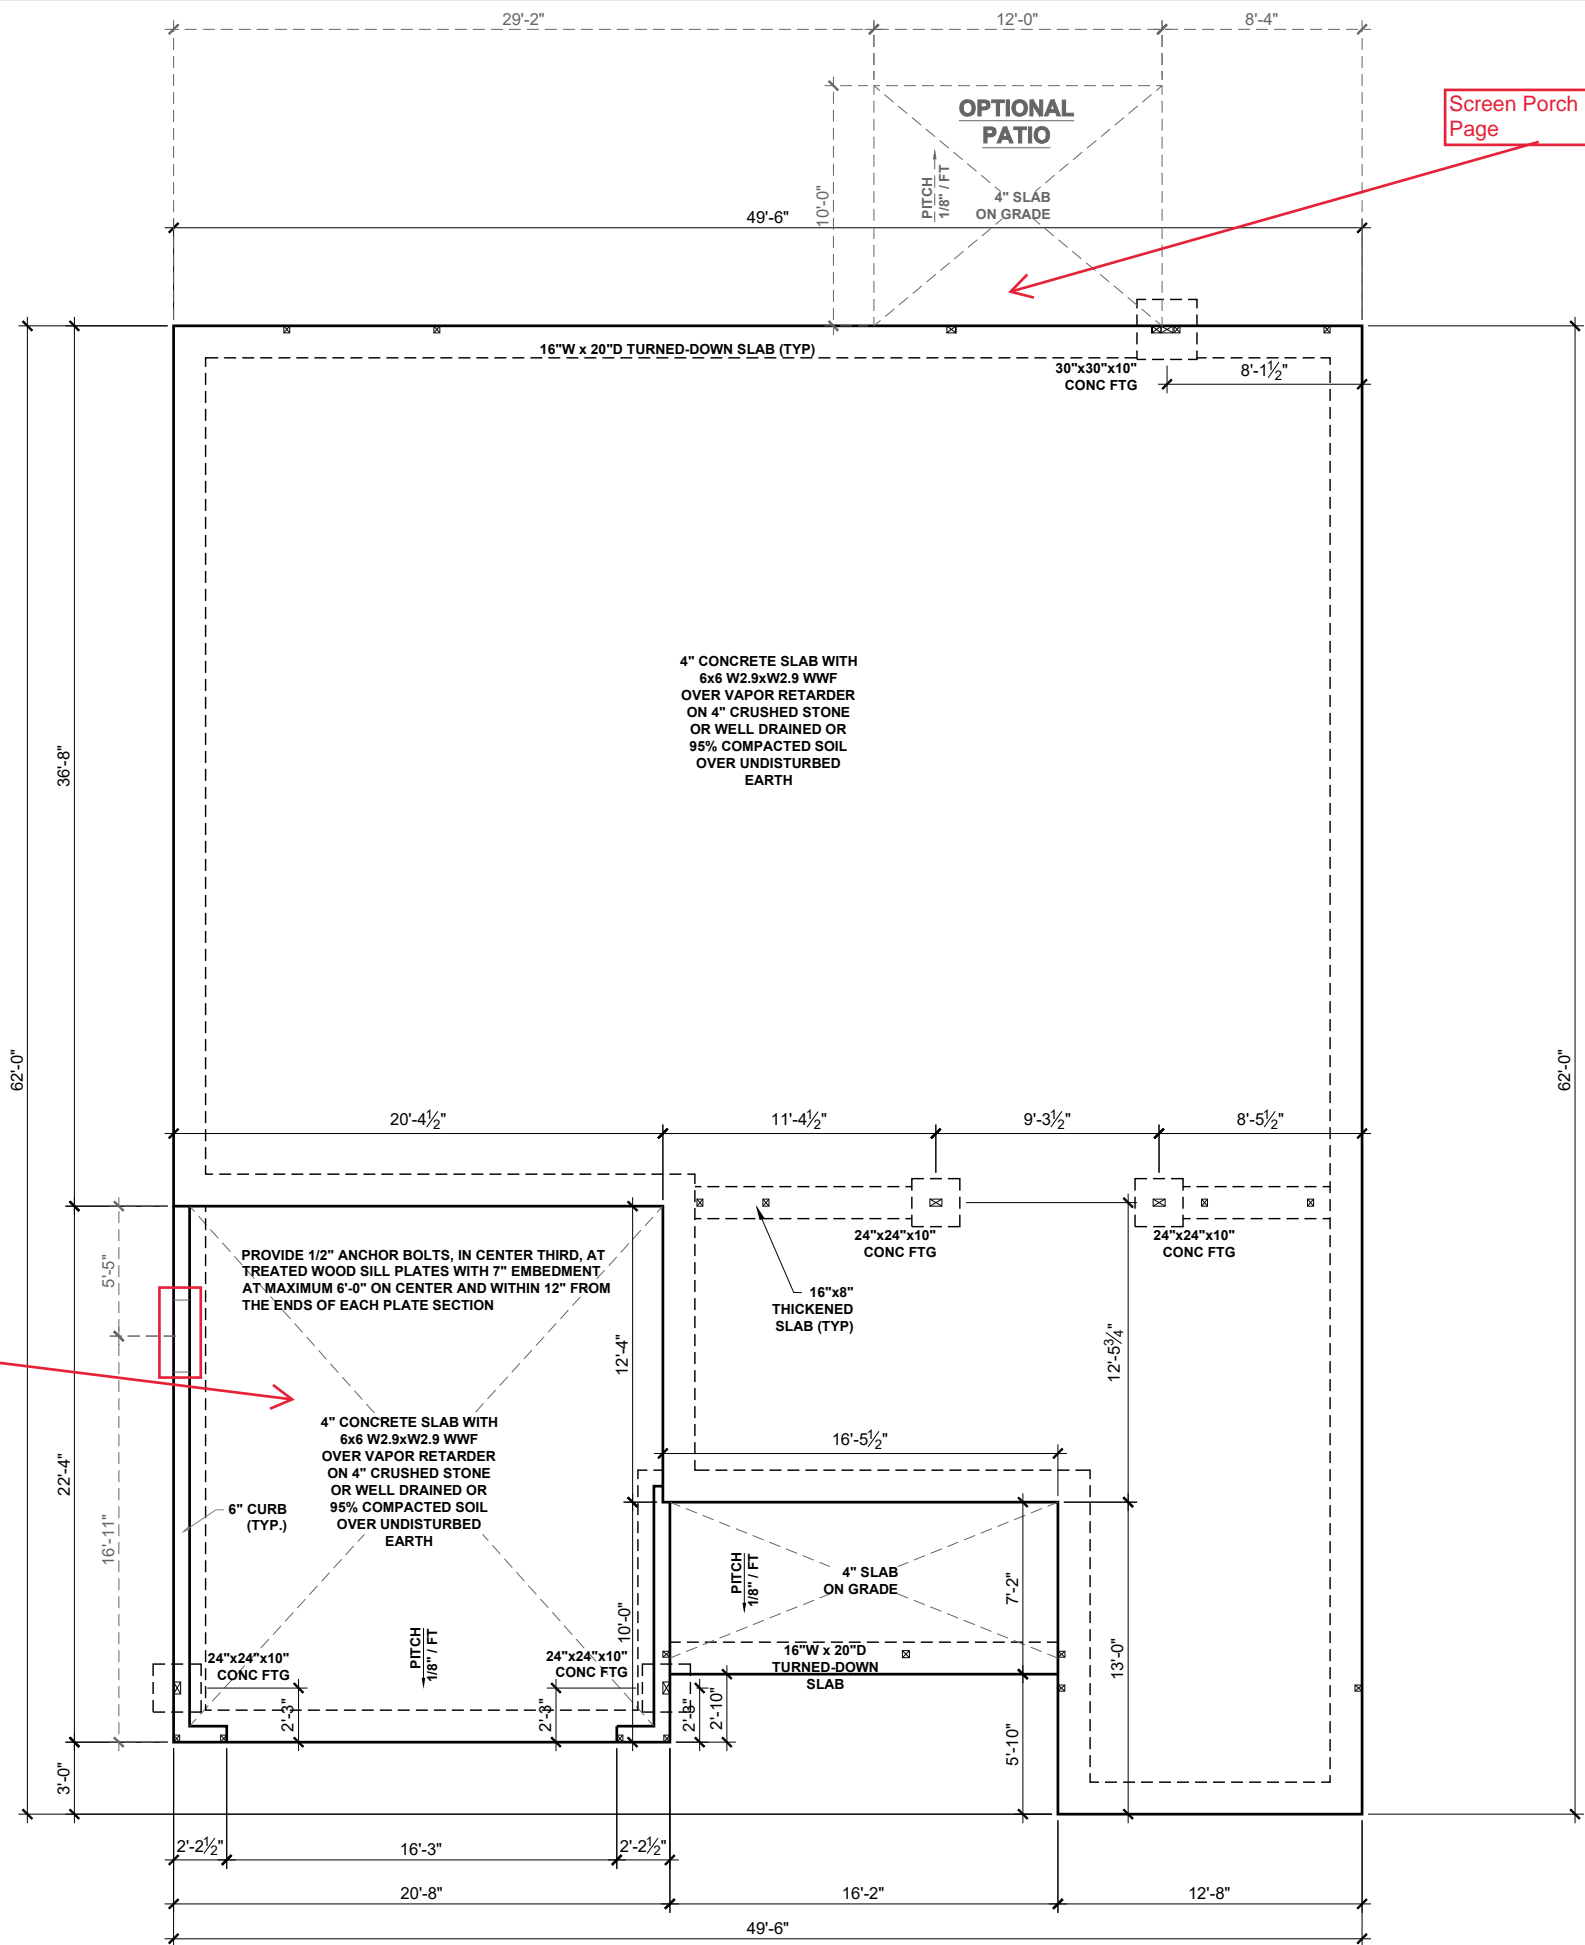 29'-2"
12'-0"
8'-4"
OPTIONAL
PATIO
Screen Porch
Page
PITCH
1/8" / FT
4" SLAB
ON GRADE
10'-0"
49'-6"
16"W x 20"D TURNED-DOWN SLAB (TYP)
30"x30"x10"
CONC FTG
8'-1½"
4" CONCRETE SLAB WITH
6x6 W2.9xW2.9 WWF
OVER VAPOR RETARDER
ON 4" CRUSHED STONE
OR WELL DRAINED OR
95% COMPACTED SOIL
OVER UNDISTURBED
EARTH
36'-8"
62'-0"
62'-0"
20'-4½"
11'-4½"
9'-3½"
8'-5½"
24"x24"x10"
CONC FTG
24"x24"x10"
CONC FTG
PROVIDE 1/2" ANCHOR BOLTS, IN CENTER THIRD, AT
TREATED WOOD SILL PLATES WITH 7" EMBEDMENT
AT MAXIMUM 6'-0" ON CENTER AND WITHIN 12" FROM
THE ENDS OF EACH PLATE SECTION
5'-5"
16"x8"
THICKENED
SLAB (TYP)
12'-4"
12'-5¾"
4" CONCRETE SLAB WITH
6x6 W2.9xW2.9 WWF
OVER VAPOR RETARDER
ON 4" CRUSHED STONE
OR WELL DRAINED OR
95% COMPACTED SOIL
OVER UNDISTURBED
EARTH
16'-5½"
22'-4"
6" CURB
(TYP.)
16'-11"
PITCH
1/8" / FT
4" SLAB
ON GRADE
7'-2"
10'-0"
PITCH
1/8" / FT
24"x24"x10"
CONC FTG
24"x24"x10"
CONC FTG
16"W x 20"D
TURNED-DOWN
SLAB
13'-0"
2'-3"
2'-3"
2'-3"
2'-10"
5'-10"
3'-0"
2'-2½"
16'-3"
2'-2½"
20'-8"
16'-2"
12'-8"
49'-6"